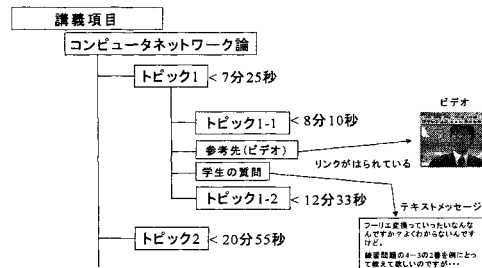 講義項目
コンピュータネットワーク論
トピック1 < 7分25秒
トピック1-1 < 8分10秒
参考先(ビデオ)
学生の質問
トピック1-2 < 12分33秒
トピック2 < 20分55秒
リンクがはられている
ビデオ
テキストメッセージ
フーリエ変換っていったいなんな
んですか?よくわからないんです
けど。
練習問題の4-3の2番を例にとっ
て教えて欲しいのですが・・・